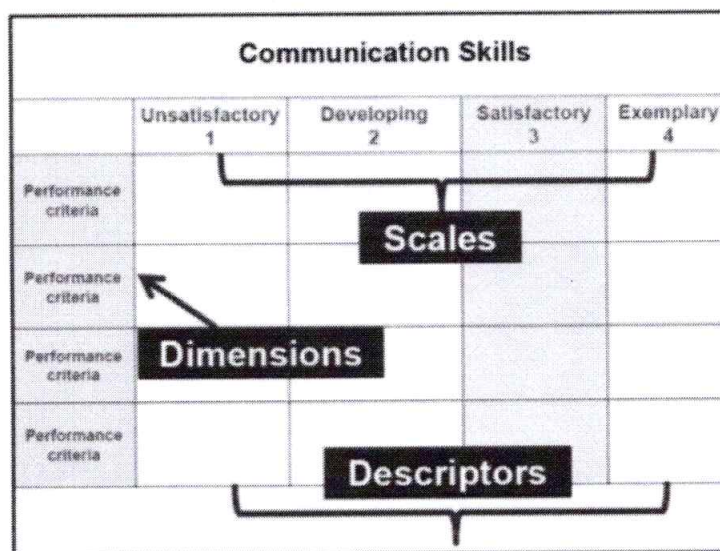 Communication Skills
Unsatisfactory Developing Satisfactory Exemplary
1 2 3 4
Performance
criteria
Scales
Performance
criteria
Dimensions
Performance
criteria
Performance
criteria
Descriptors